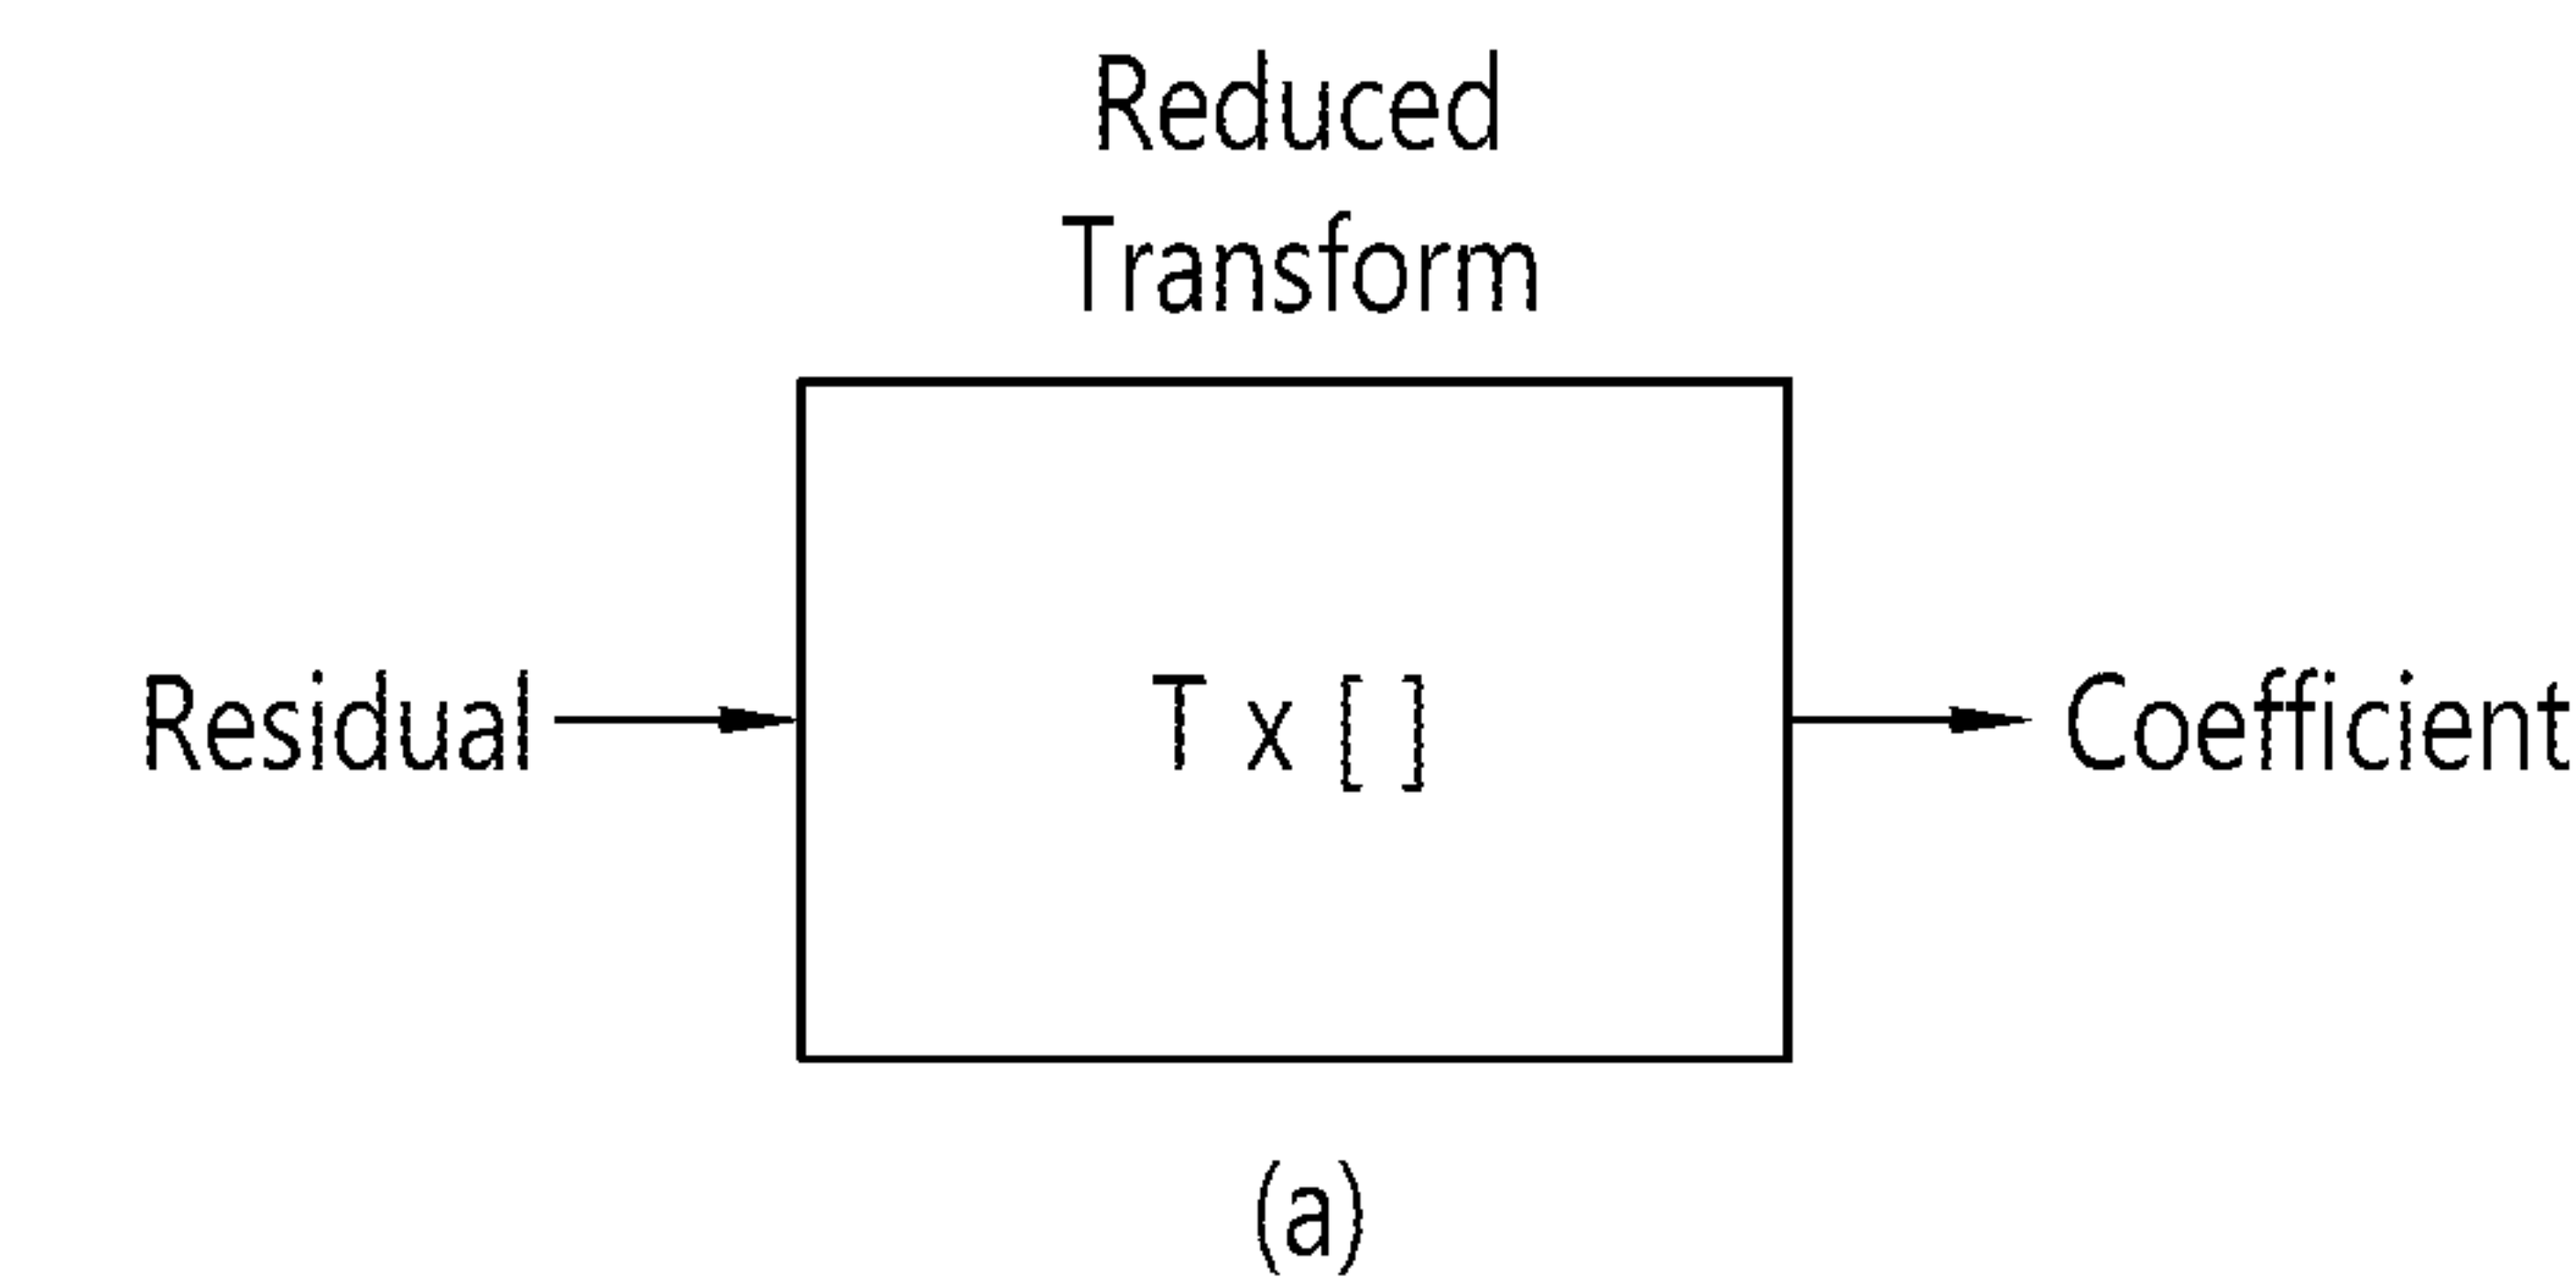 Reduced
Transform
Residual
T x [ ]
Coefficient
(a)